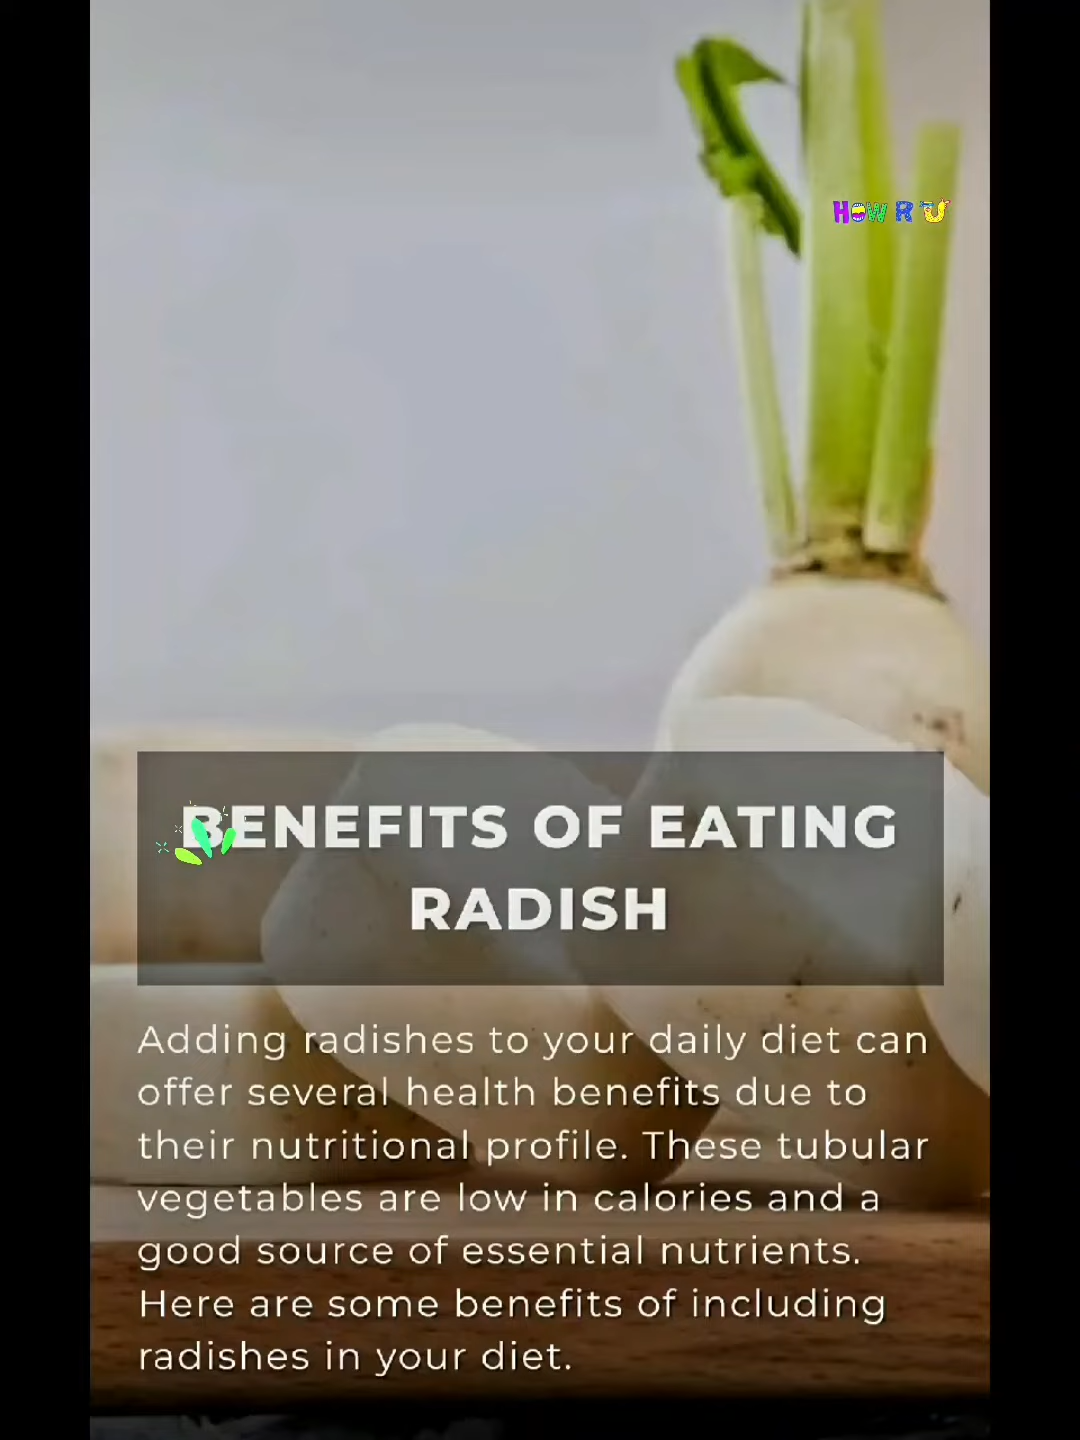 HOW R U
BENEFITS OF EATING
RADISH
Adding radishes to your daily diet can
offer several health benefits due to
their nutritional profile. These tubular
vegetables are low in calories and a
good source of essential nutrients.
Here are some benefits of including
radishes in your diet.